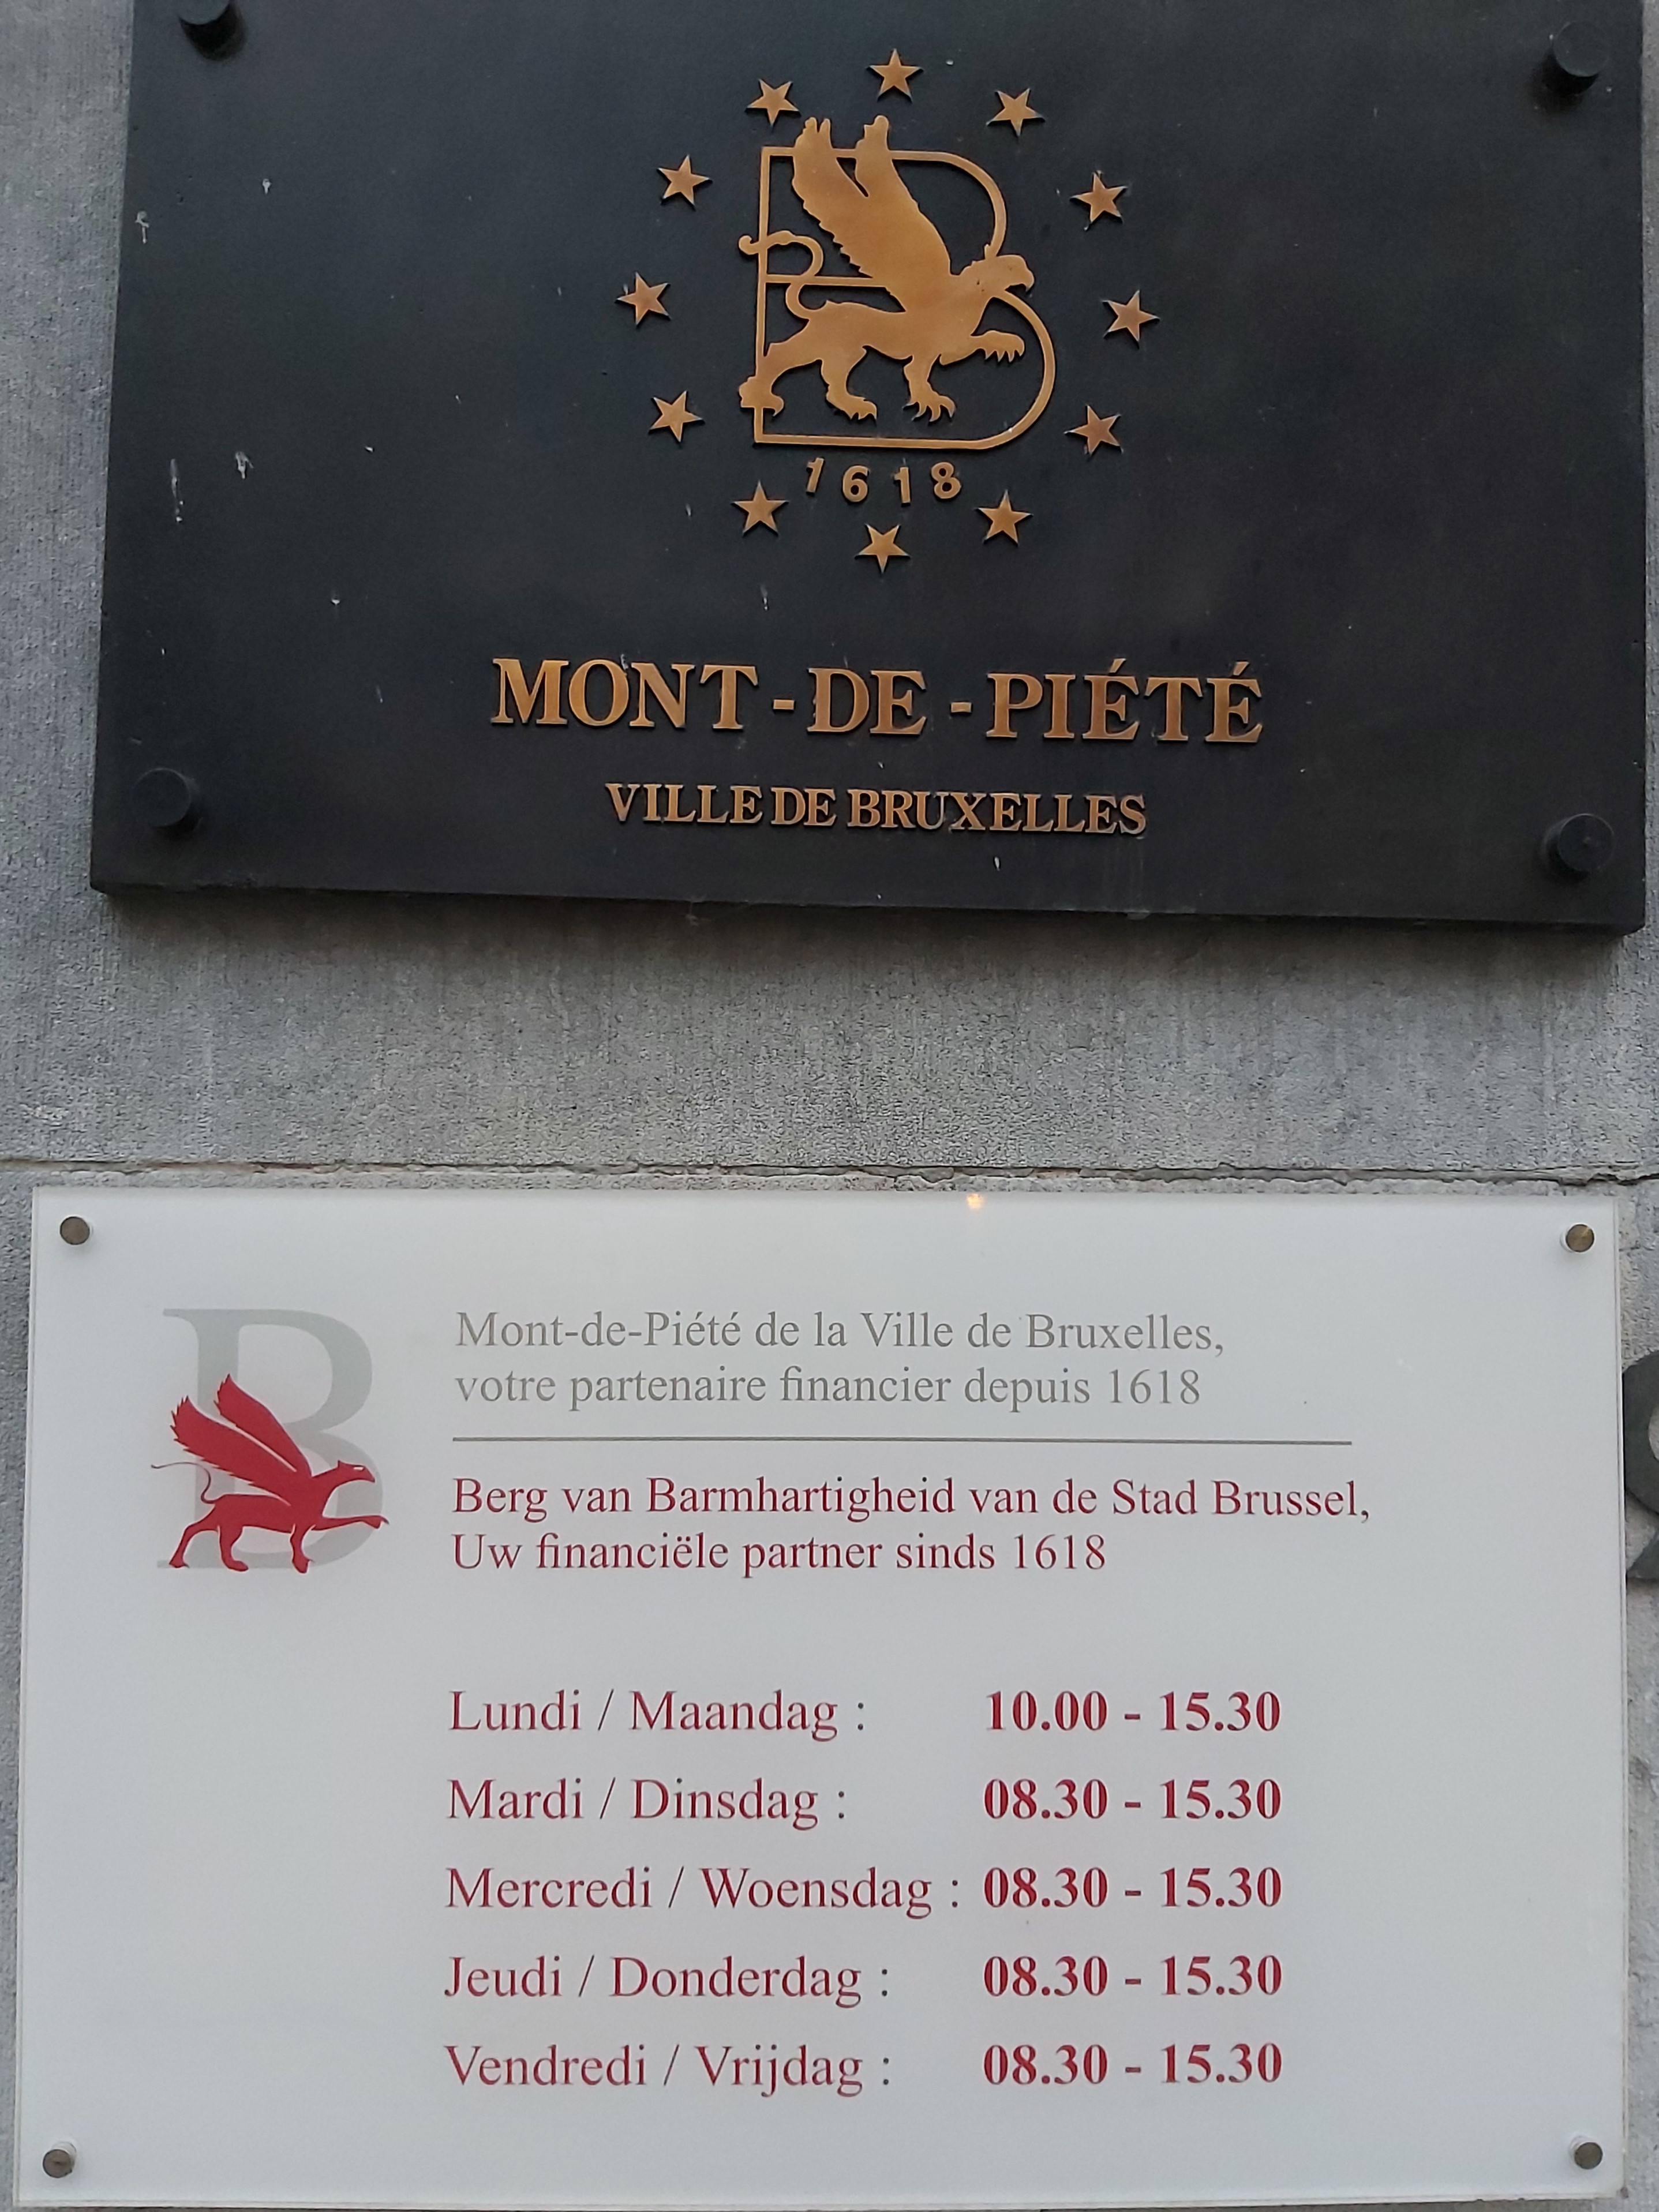 B
1618
MONT-DE-PIÉTÉ
VILLE DE BRUXELLES
B
Mont-de-Piété de la Ville de Bruxelles,
votre partenaire financier depuis 1618
Berg van Barmhartigheid van de Stad Brussel,
Uw financiële partner sinds 1618
Lundi / Maandag : 10.00 - 15.30
Mardi / Dinsdag : 08.30 - 15.30
Mercredi / Woensdag : 08.30 - 15.30
Jeudi / Donderdag : 08.30 - 15.30
Vendredi / Vrijdag : 08.30 - 15.30